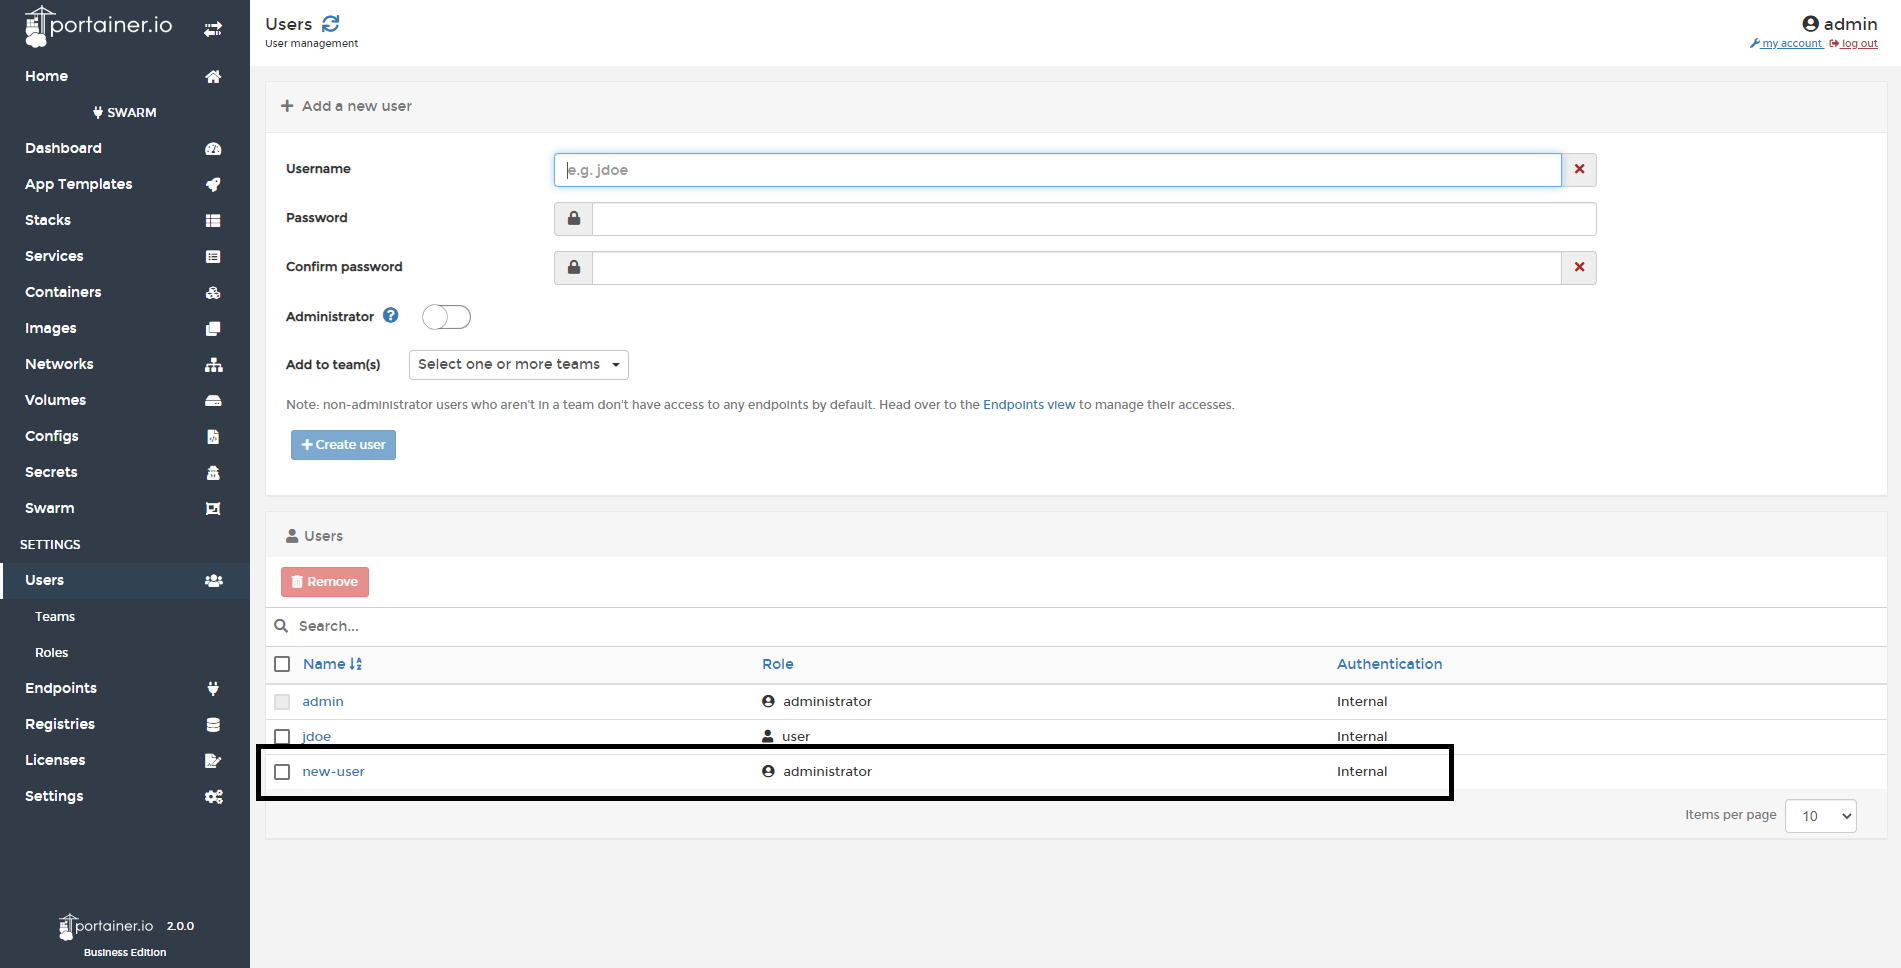 portainer.io
Home
SWARM
Dashboard
App Templates
Stacks
Services
Containers
Images
Networks
Volumes
Configs
Secrets
Swarm
SETTINGS
Users
Teams
Roles
Endpoints
Registries
Licenses
Settings
portainer.io 2.0.0
Business Edition
Users
User management
admin
my account log out
Add a new user
Username
e.g. jdoe
Password
Confirm password
Administrator
Add to team(s) Select one or more teams
Note: non-administrator users who aren't in a team don't have access to any endpoints by default. Head over to the Endpoints view to manage their accesses.
Create user
Users
Remove
Search...
Name Role Authentication
admin administrator Internal
jdoe user Internal
new-user administrator Internal
Items per page 10